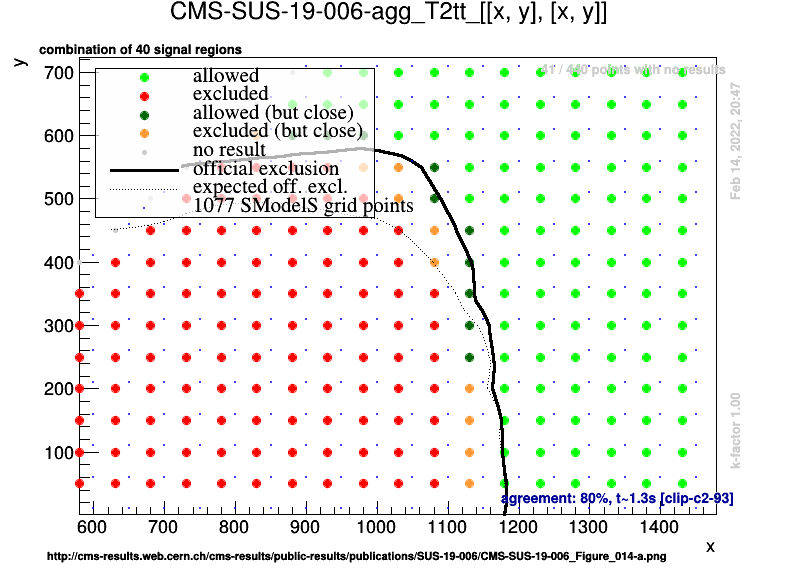 CMS-SUS-19-006-agg_T2tt_[[x, y], [x, y]]
combination of 40 signal regions
y
41 / 440 points with no results
allowed
excluded
allowed (but close)
excluded (but close)
no result
official exclusion
expected off. excl.
1077 SModelS grid points
700
600
500
400
300
200
100
Feb 14, 2022, 20:47
k-factor 1.00
agreement: 80%, t~1.3s [clip-c2-93]
600 700 800 900 1000 1100 1200 1300 1400
x
http://cms-results.web.cern.ch/cms-results/public-results/publications/SUS-19-006/CMS-SUS-19-006_Figure_014-a.png